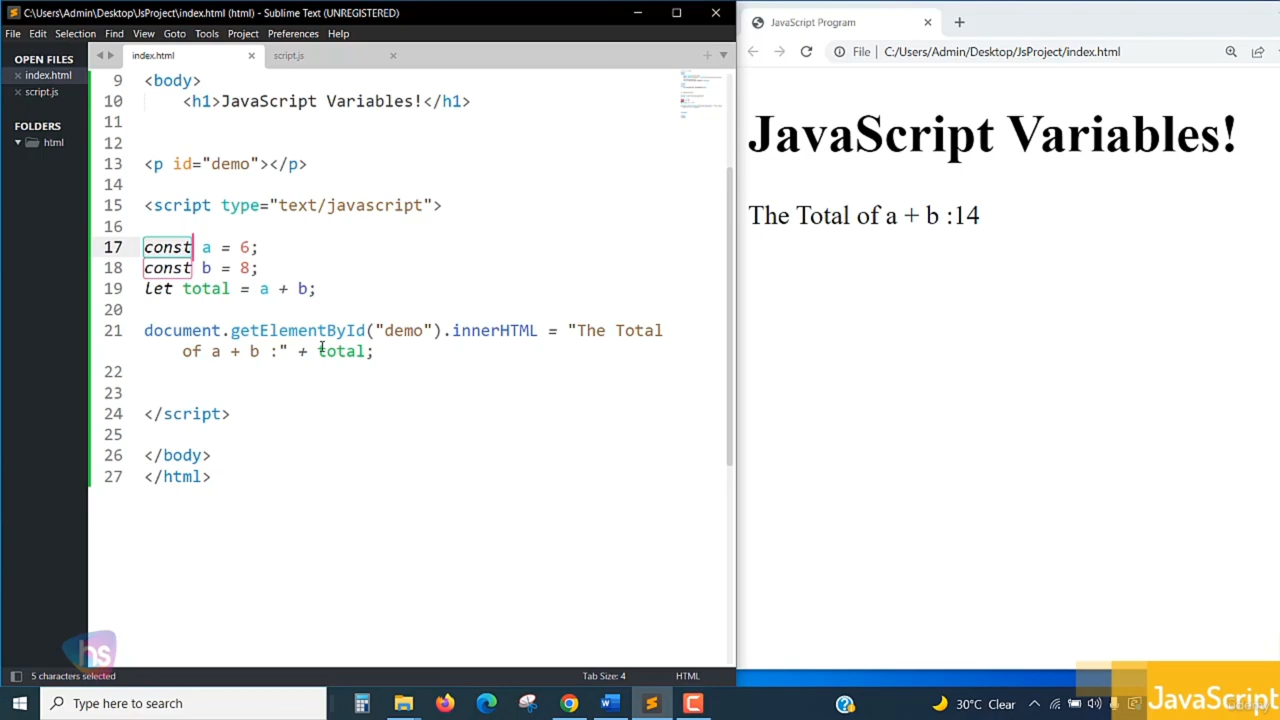 C:\Users\Admin\Desktop\JsProject\index.html (html) - Sublime Text (UNREGISTERED)
File Edit Selection Find View Goto Tools Project Preferences Help
OPEN FILES
index.html
script.js
FOLDERS
html
index.html
script.js
9 <body>
10 <h1>JavaScript Variables!</h1>
11
12
13 <p id="demo"></p>
14
15 <script type="text/javascript">
16
17 const a = 6;
18 const b = 8;
19 let total = a + b;
20
21 document.getElementById("demo").innerHTML = "The Total
of a + b :" + total;
22
23
24 </script>
25
26 </body>
27 </html>
hs
5 characters selected
Tab Size: 4
HTML
JavaScript Program
File C:/Users/Admin/Desktop/JsProject/index.html
JavaScript Variables!
The Total of a + b :14
Type here to search
30°C Clear
JavaScript